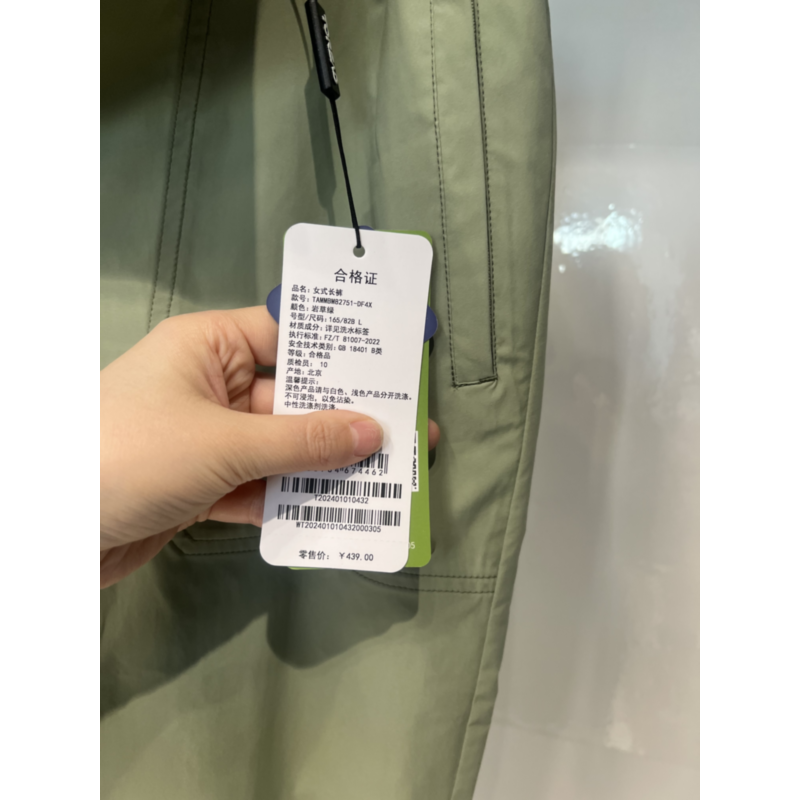 合格证
品名: 女式长裤
款号: TAMMBMB2751-DF4X
颜色: 岩草绿
号型/尺码: 165/82B L
材质成分: 详见洗水标签
执行标准: FZ/T 81007-2022
安全技术类别: GB 18401 B类
等级: 合格品
质检员: 10
产地: 北京
温馨提示:
深色产品请与白色、浅色产品分开洗涤。
不可浸泡, 以免沾染。
中性洗涤剂洗涤。
674462
T202401010432
WT202401010432000305
零售价: ¥439.00